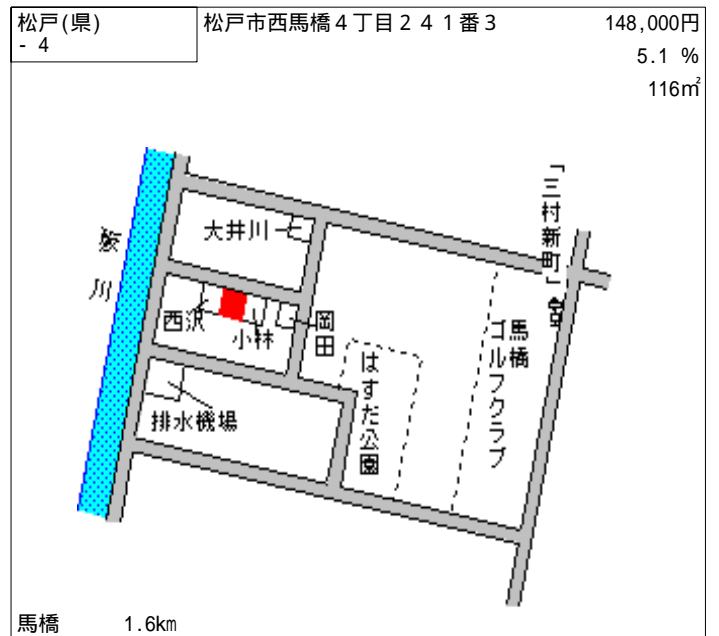 松戸(県)
- 4
松戸市西馬橋4丁目241番3
148,000円
5.1 %
116㎡
「三村新町」
大井川
坂川
西沢
小林
岡田
馬橋
ゴルフクラブ
はすだ公園
排水機場
馬橋 1.6km